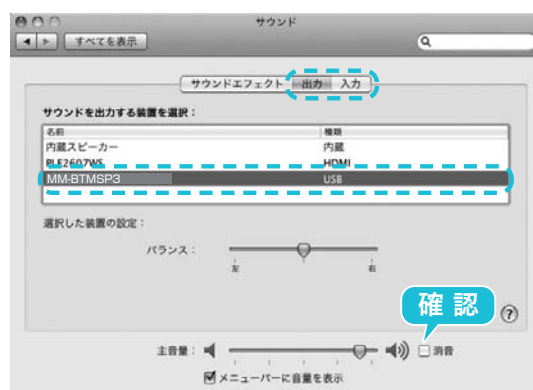 サウンド
すべてを表示
サウンドエフェクト 出力 入力
サウンドを出力する装置を選択：
名前 種類
内蔵スピーカー 内蔵
PLE2607WS HDMI
MM-BTMSP3 USB
選択した装置の設定：
バランス：
左 右
確認
?
主音量： 消音
メニューバーに音量を表示